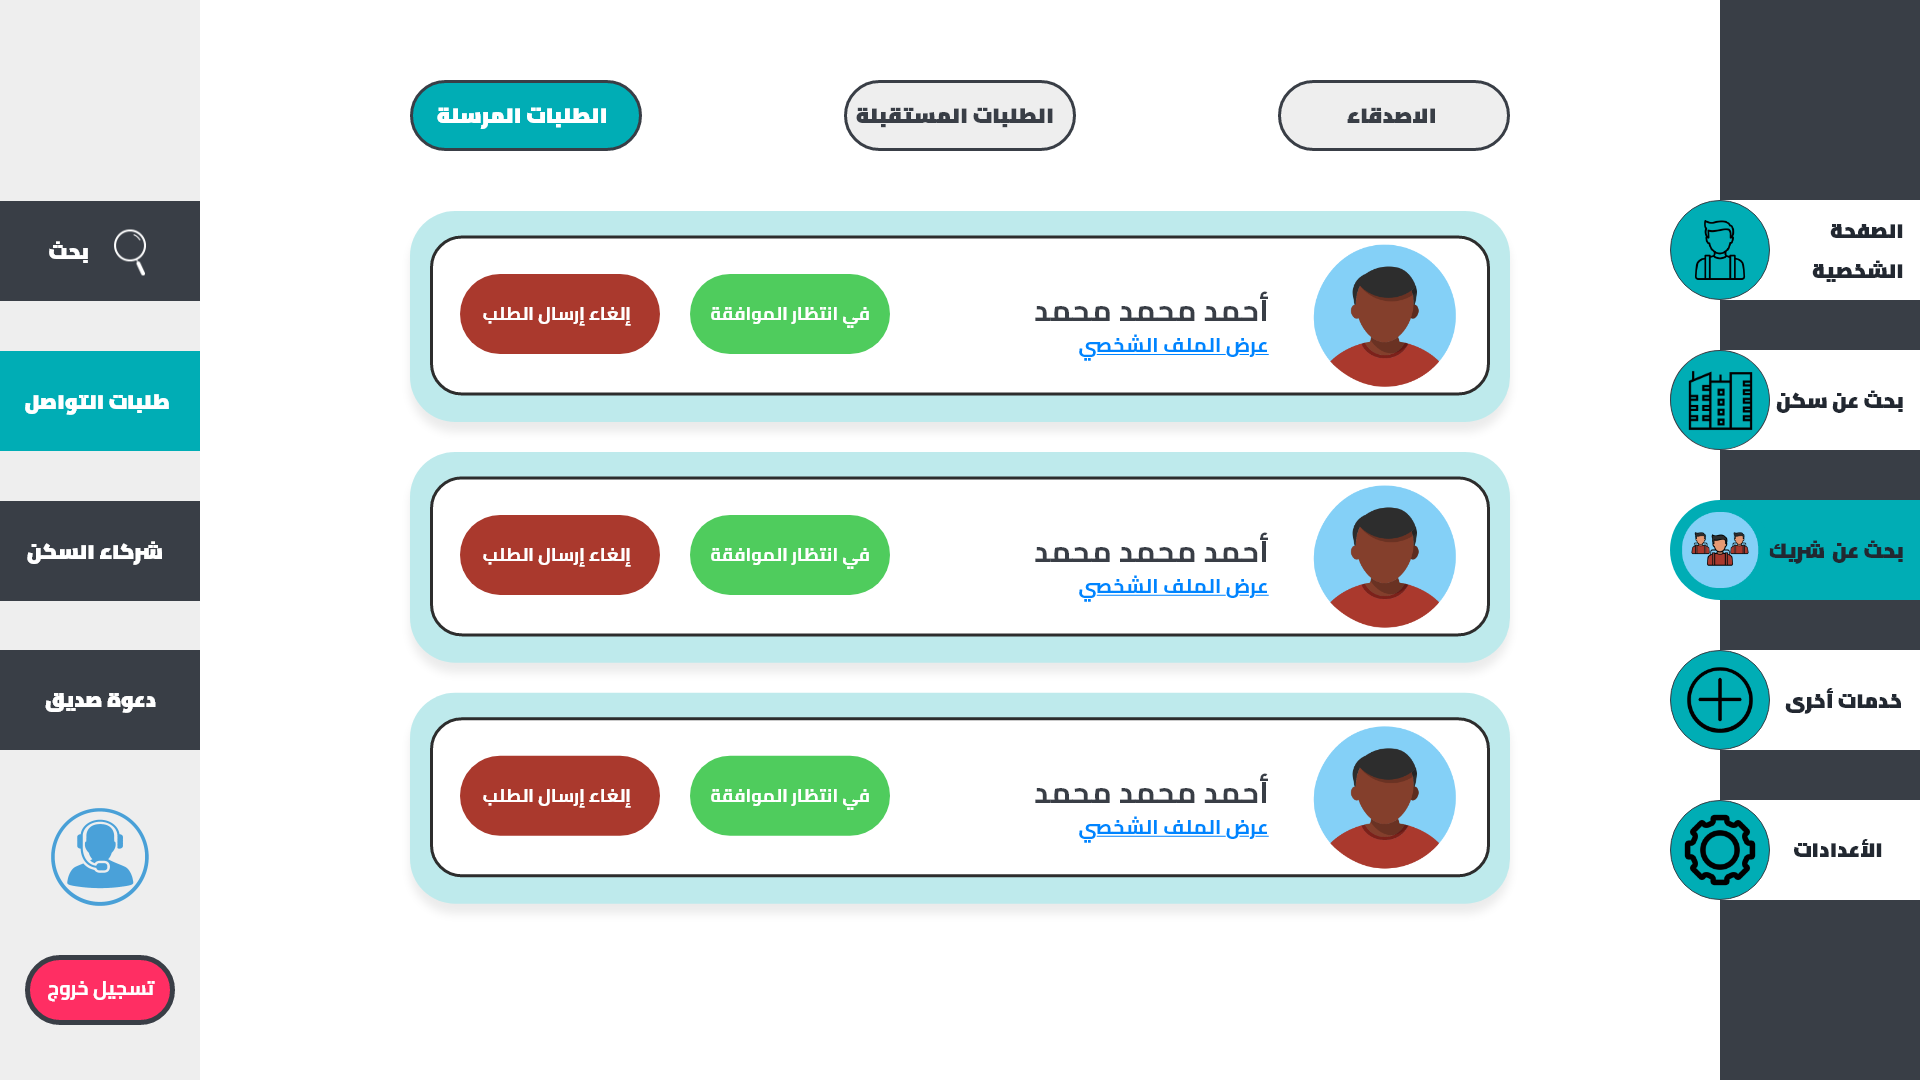 الصفحة
الشخصية
بحث عن سكن
بحث عن شريك
خدمات أخرى
الأعدادات
الاصدقاء
الطلبات المستقبلة
الطلبات المرسلة
أحمد محمد محمد
عرض الملف الشخصي
في انتظار الموافقة
إلغاء إرسال الطلب
أحمد محمد محمد
عرض الملف الشخصي
في انتظار الموافقة
إلغاء إرسال الطلب
أحمد محمد محمد
عرض الملف الشخصي
في انتظار الموافقة
إلغاء إرسال الطلب
بحث
طلبات التواصل
شركاء السكن
دعوة صديق
تسجيل خروج